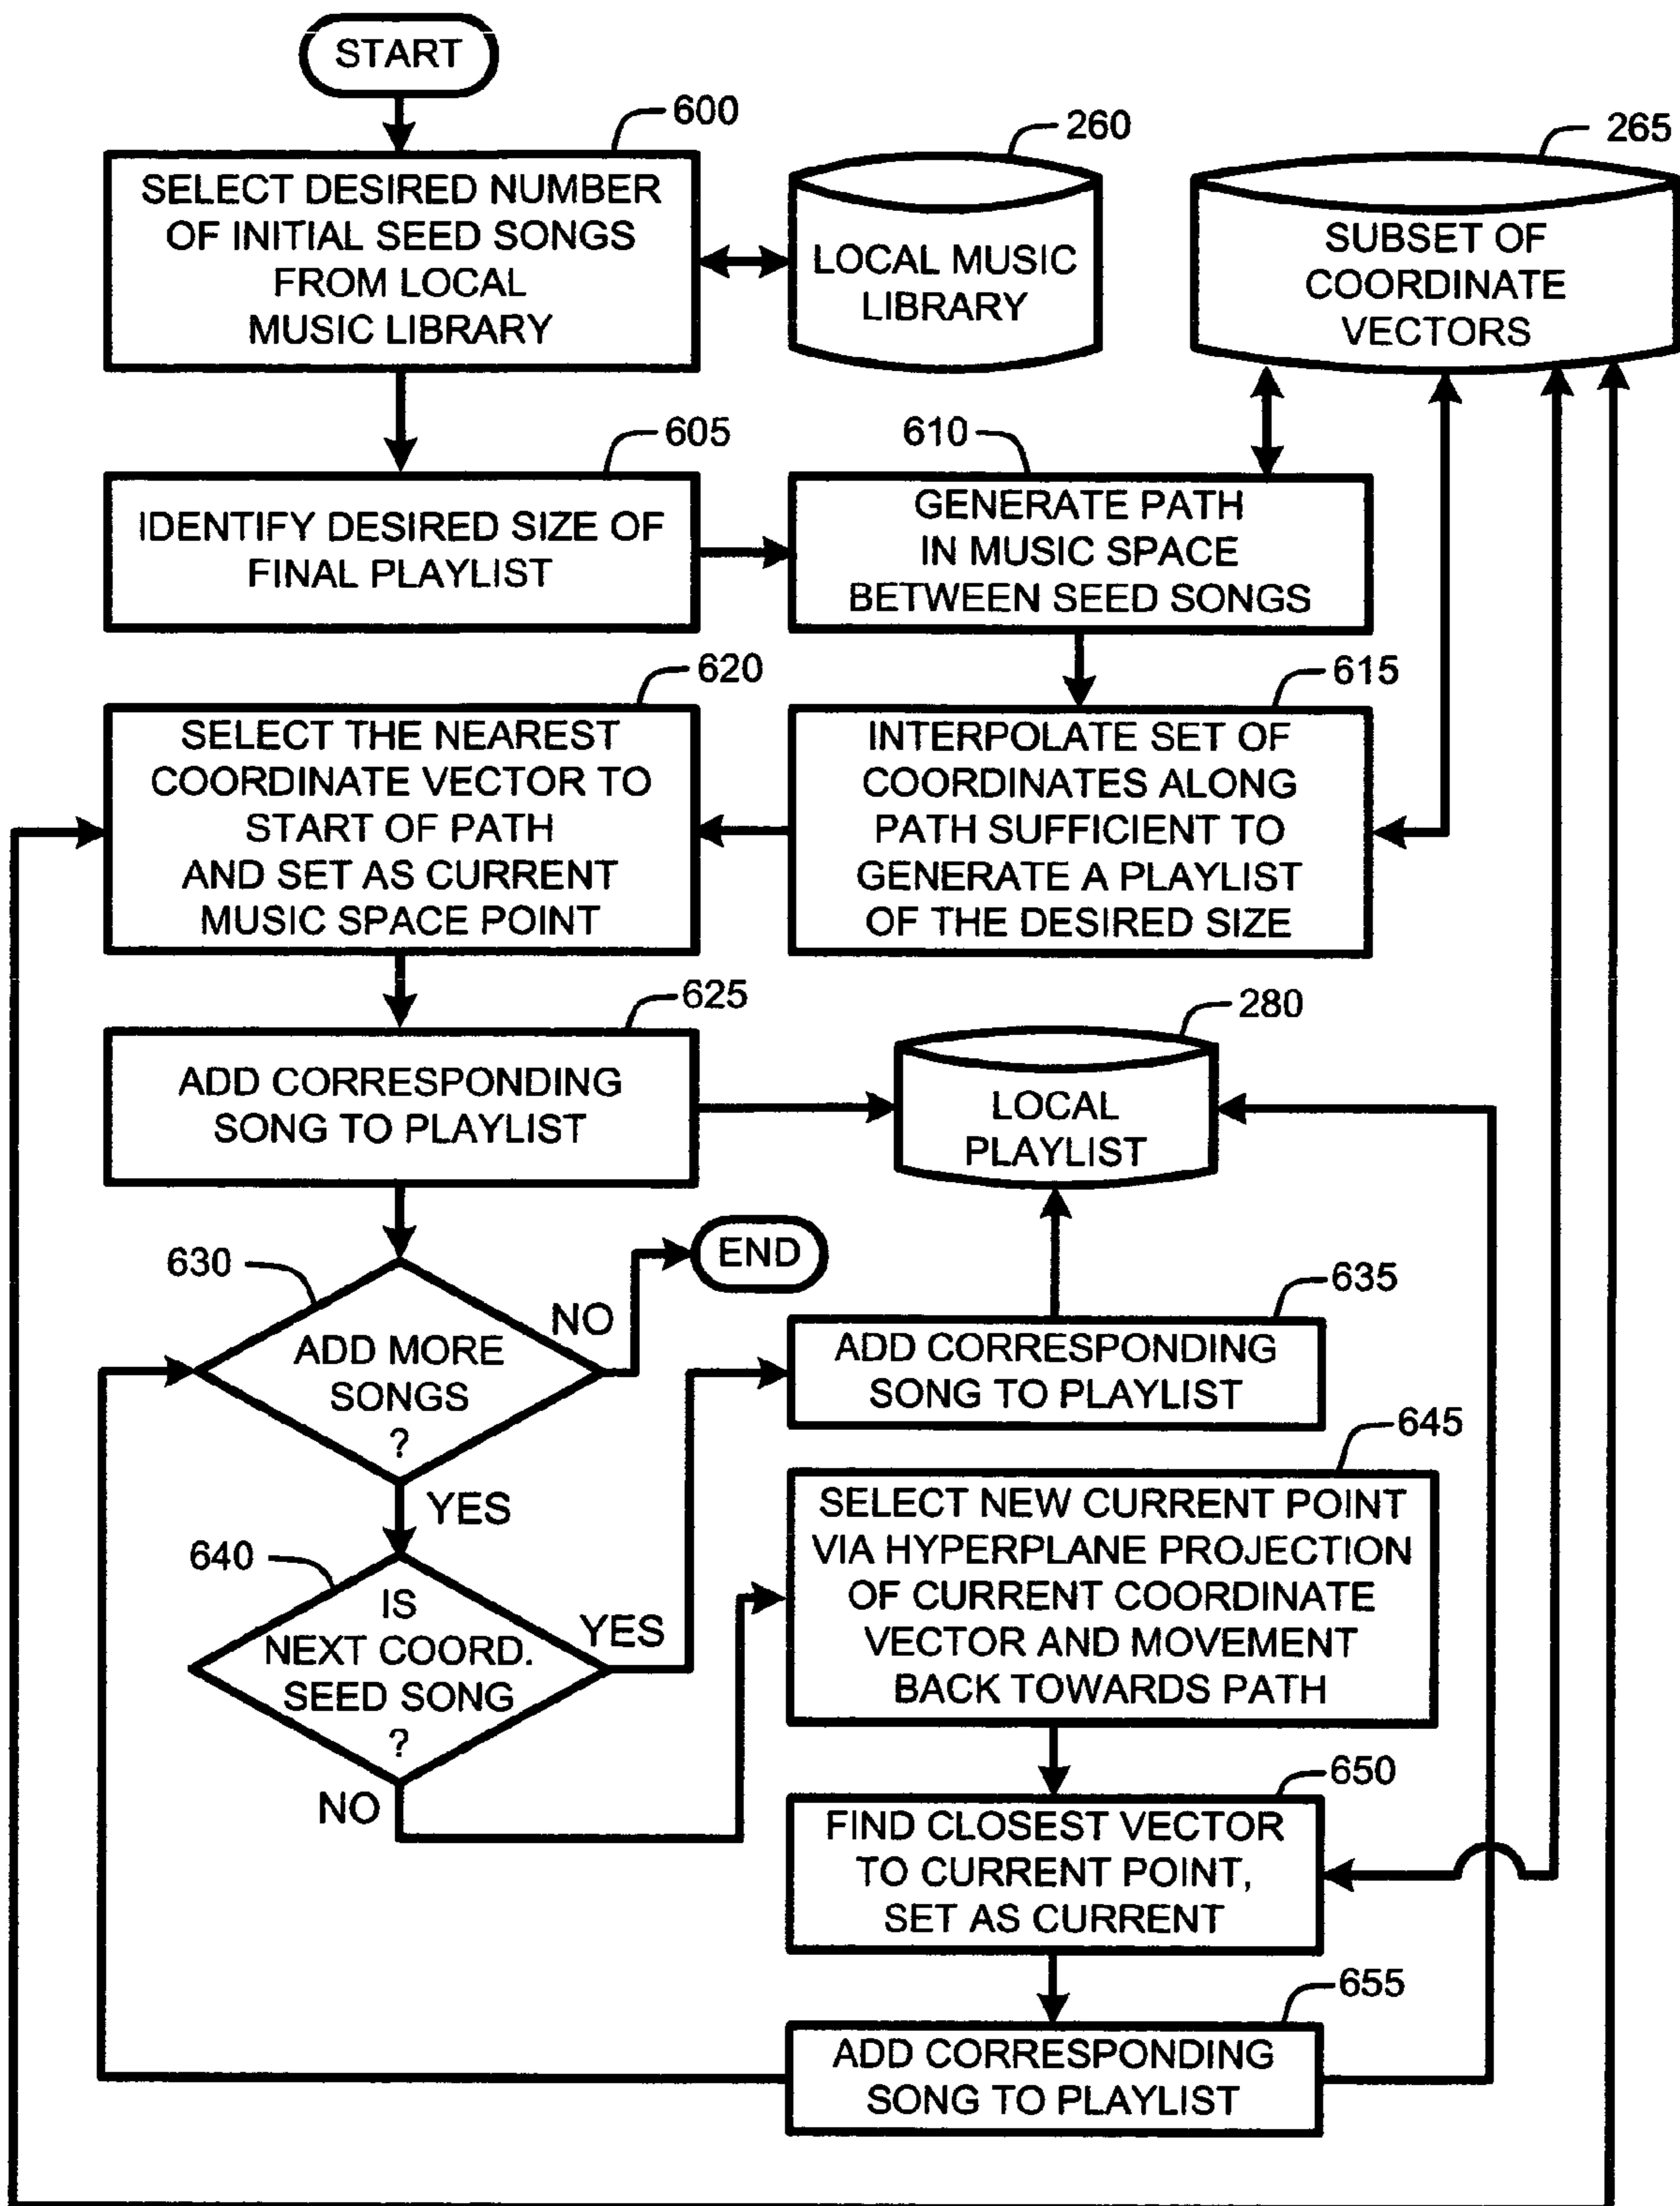 START
600
SELECT DESIRED NUMBER
OF INITIAL SEED SONGS
FROM LOCAL
MUSIC LIBRARY
260
LOCAL MUSIC
LIBRARY
265
SUBSET OF
COORDINATE
VECTORS
605
IDENTIFY DESIRED SIZE OF
FINAL PLAYLIST
610
GENERATE PATH
IN MUSIC SPACE
BETWEEN SEED SONGS
620
SELECT THE NEAREST
COORDINATE VECTOR TO
START OF PATH
AND SET AS CURRENT
MUSIC SPACE POINT
615
INTERPOLATE SET OF
COORDINATES ALONG
PATH SUFFICIENT TO
GENERATE A PLAYLIST
OF THE DESIRED SIZE
625
ADD CORRESPONDING
SONG TO PLAYLIST
280
LOCAL
PLAYLIST
630
ADD MORE
SONGS
?
NO
END
YES
635
ADD CORRESPONDING
SONG TO PLAYLIST
640
IS
NEXT COORD.
SEED SONG
?
YES
NO
645
SELECT NEW CURRENT POINT
VIA HYPERPLANE PROJECTION
OF CURRENT COORDINATE
VECTOR AND MOVEMENT
BACK TOWARDS PATH
650
FIND CLOSEST VECTOR
TO CURRENT POINT,
SET AS CURRENT
655
ADD CORRESPONDING
SONG TO PLAYLIST